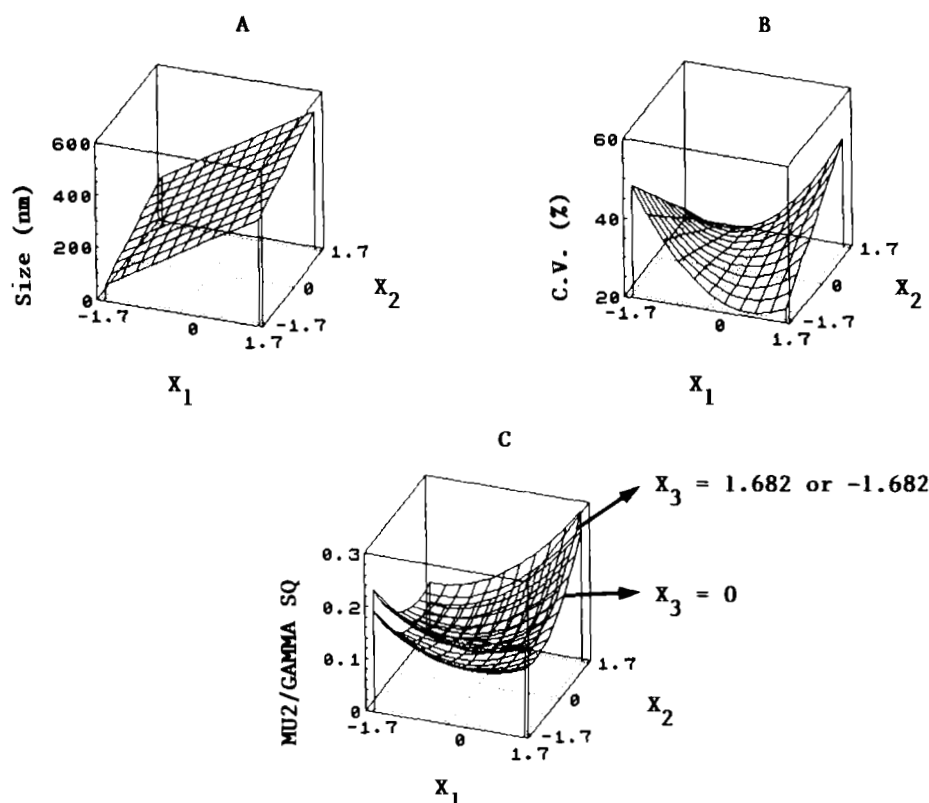 A
600
400
200
0
Size (nm)
-1.7
0
1.7
-1.7
0
1.7
X2
X1
B
60
40
20
C.V. (%)
-1.7
0
1.7
-1.7
0
1.7
X2
X1
C
0.3
0.2
0.1
0
MU2/GAMMA SQ
-1.7
0
1.7
-1.7
0
1.7
X2
X1
X3 = 1.682 or -1.682
X3 = 0